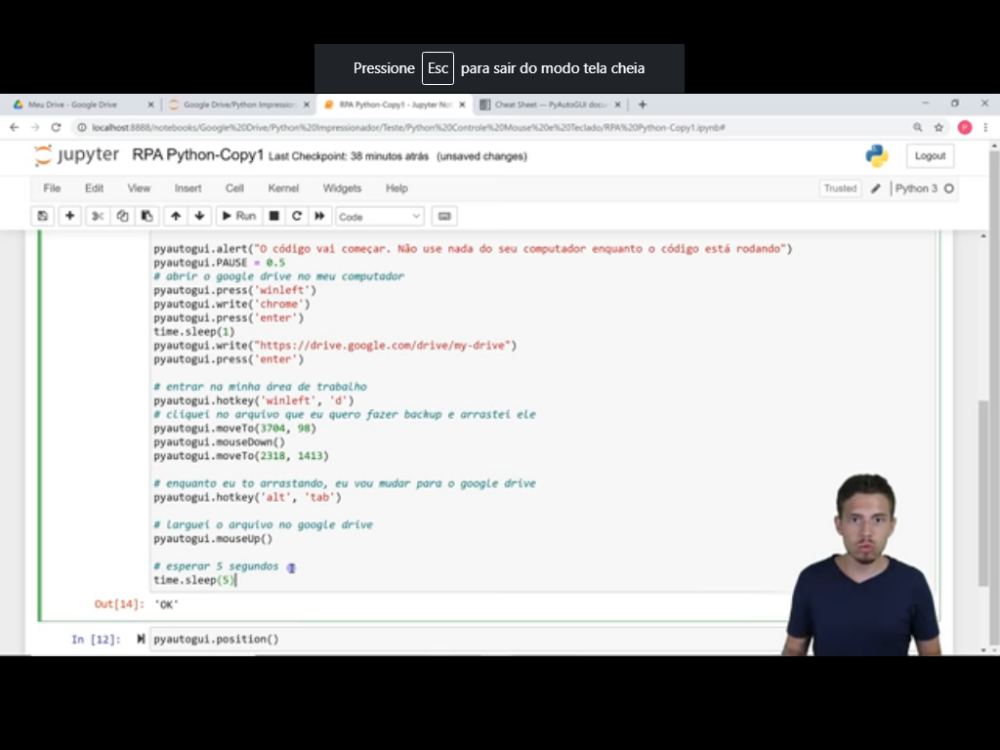 Pressione Esc para sair do modo tela cheia
Meu Drive - Google Drive
Google Drive/Python Impression
RPA Python-Copy1 - Jupyter No
Cheat Sheet — PyAutoGUI docu
localhost:8888/notebooks/Google%20Drive/Python%20Impressionador/Teste/Python%20Controle%20Mouse%20e%20Teclado/RPA%20Python-Copy1.ipynb#
P
jupyter RPA Python-Copy1 Last Checkpoint: 38 minutos atrás (unsaved changes)
Logout
File Edit View Insert Cell Kernel Widgets Help
Trusted Python 3
Run Code
pyautogui.alert("O código vai começar. Não use nada do seu computador enquanto o código está rodando")
pyautogui.PAUSE = 0.5
# abrir o google drive no meu computador
pyautogui.press('winleft')
pyautogui.write('chrome')
pyautogui.press('enter')
time.sleep(1)
pyautogui.write("https://drive.google.com/drive/my-drive")
pyautogui.press('enter')
# entrar na minha área de trabalho
pyautogui.hotkey('winleft', 'd')
# cliquei no arquivo que eu quero fazer backup e arrastei ele
pyautogui.moveTo(3704, 98)
pyautogui.mouseDown()
pyautogui.moveTo(2318, 1413)
# enquanto eu to arrastando, eu vou mudar para o google drive
pyautogui.hotkey('alt', 'tab')
# larguei o arquivo no google drive
pyautogui.mouseUp()
# esperar 5 segundos
time.sleep(5)
Out[14]: 'OK'
In [12]: pyautogui.position()